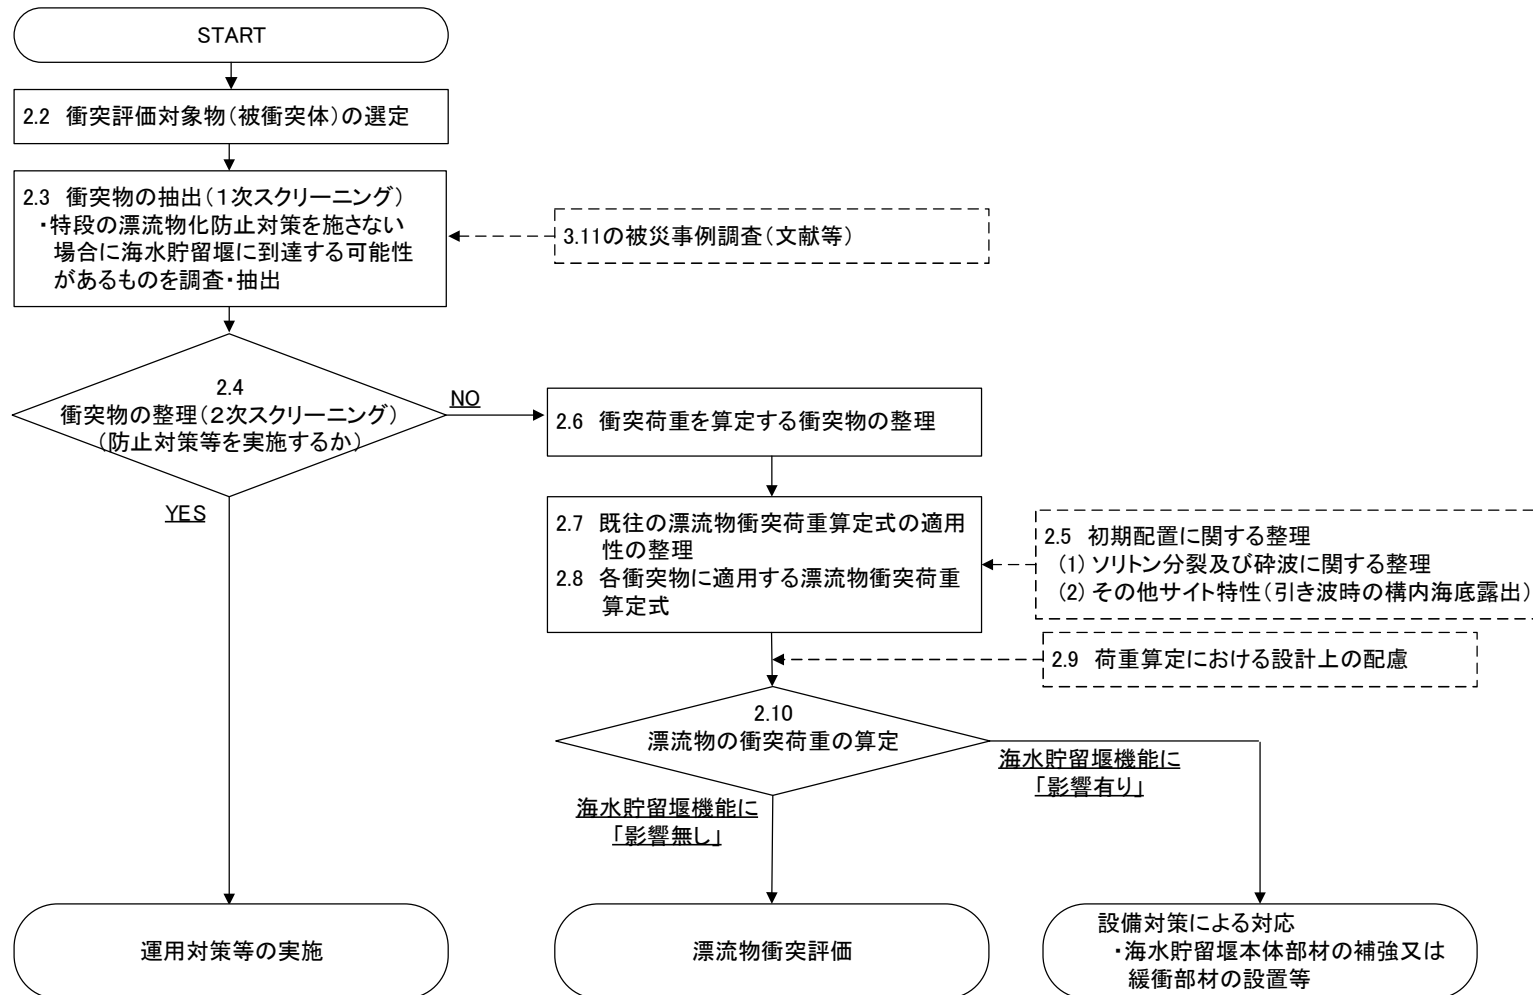 START
2.2 衝突評価対象物(被衝突体)の選定
2.3 衝突物の抽出(1次スクリーニング)
・特段の漂流物化防止対策を施さない
場合に海水貯留堰に到達する可能性
があるものを調査・抽出
3.11の被災事例調査(文献等)
2.4
衝突物の整理(2次スクリーニング)
(防止対策等を実施するか)
NO
YES
2.6 衝突荷重を算定する衝突物の整理
2.7 既往の漂流物衝突荷重算定式の適用
性の整理
2.8 各衝突物に適用する漂流物衝突荷重
算定式
2.5 初期配置に関する整理
(1) ソリトン分裂及び砕波に関する整理
(2) その他サイト特性(引き波時の構内海底露出)
2.9 荷重算定における設計上の配慮
2.10
漂流物の衝突荷重の算定
海水貯留堰機能に
「影響有り」
海水貯留堰機能に
「影響無し」
運用対策等の実施
漂流物衝突評価
設備対策による対応
・海水貯留堰本体部材の補強又は
緩衝部材の設置等